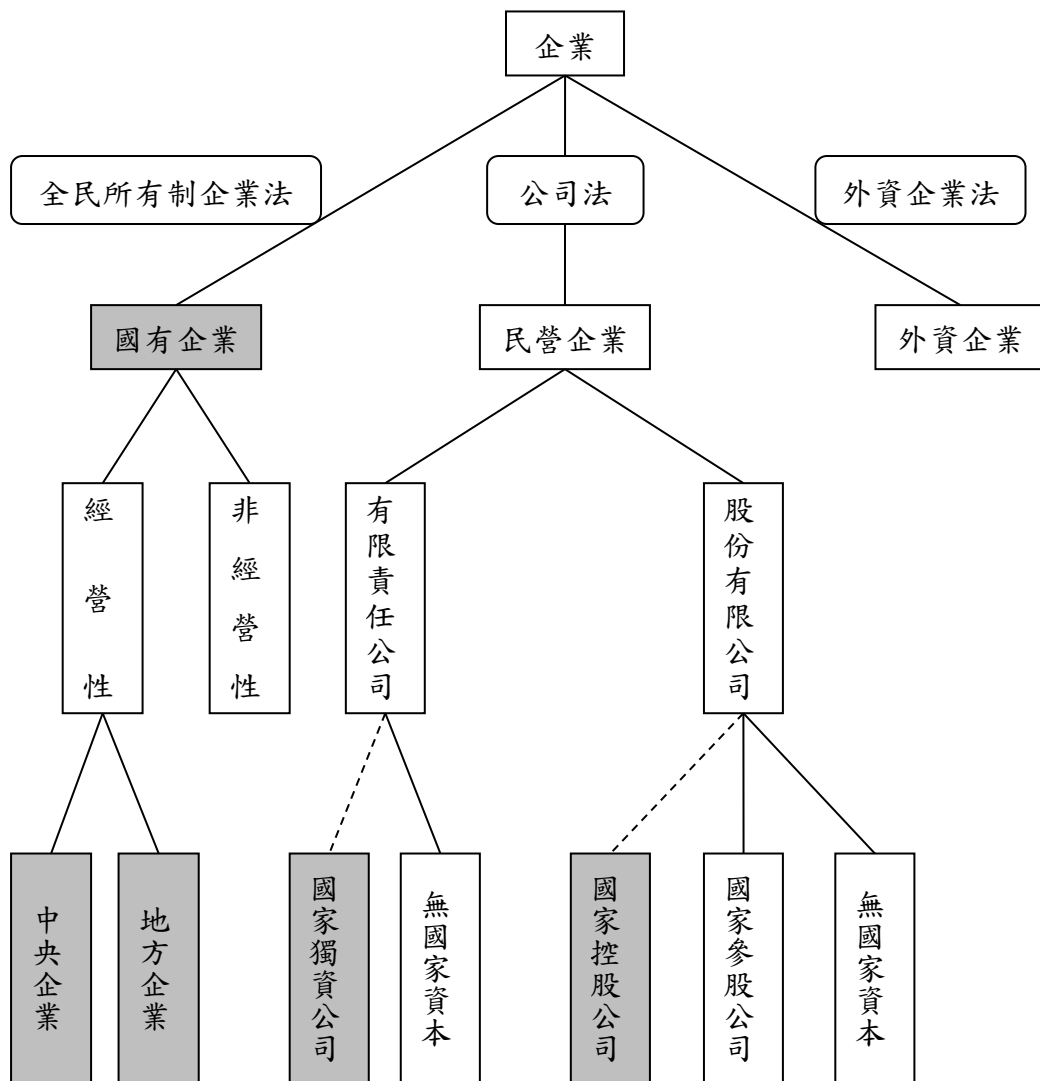 企業
全民所有制企業法
公司法
外資企業法
國有企業
民營企業
外資企業
經營性
非經營性
有限責任公司
股份有限公司
中央企業
地方企業
國家獨資公司
無國家資本
國家控股公司
國家參股公司
無國家資本